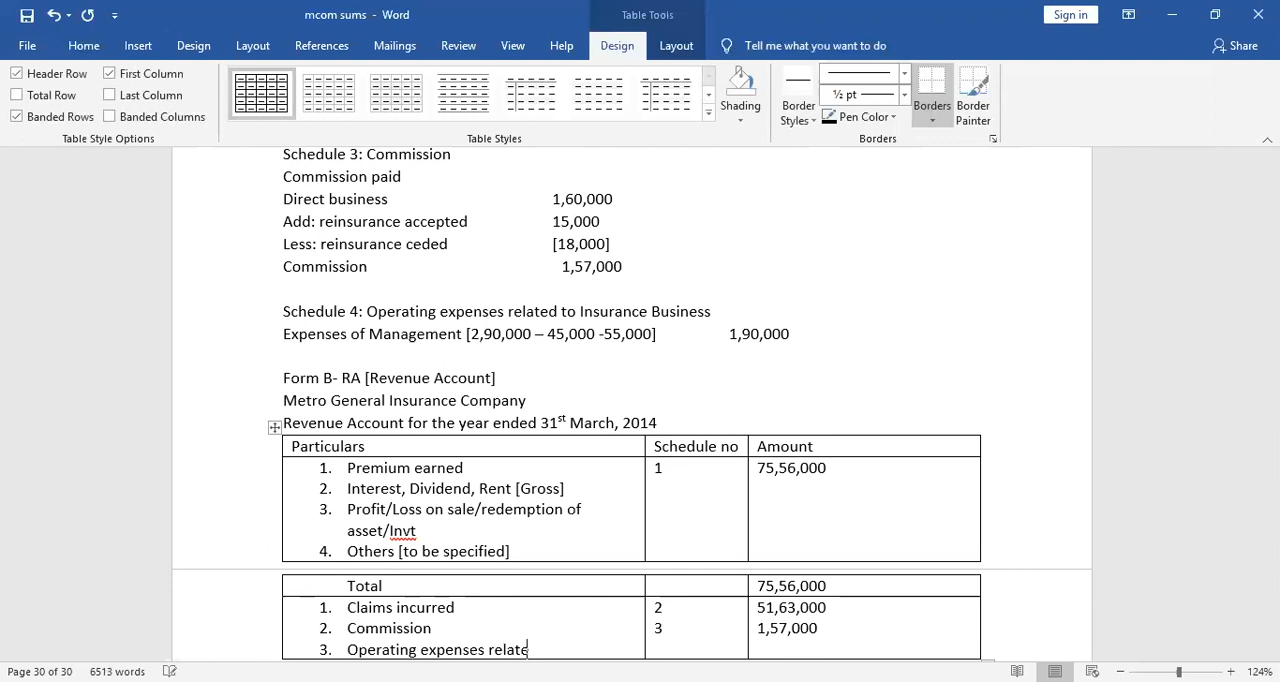 mcom sums - Word
Table Tools
Sign in
File Home Insert Design Layout References Mailings Review View Help Design Layout Tell me what you want to do Share
Header Row First Column
Total Row Last Column
Banded Rows Banded Columns
Table Style Options
Table Styles
Shading
Border Styles
½ pt
Pen Color
Borders
Border Painter
Borders
Schedule 3: Commission
Commission paid
Direct business 1,60,000
Add: reinsurance accepted 15,000
Less: reinsurance ceded [18,000]
Commission 1,57,000
Schedule 4: Operating expenses related to Insurance Business
Expenses of Management [2,90,000 – 45,000 -55,000] 1,90,000
Form B- RA [Revenue Account]
Metro General Insurance Company
Revenue Account for the year ended 31st March, 2014
Particulars Schedule no Amount
1. Premium earned 1 75,56,000
2. Interest, Dividend, Rent [Gross]
3. Profit/Loss on sale/redemption of
asset/Invt
4. Others [to be specified]
Total 75,56,000
1. Claims incurred 2 51,63,000
2. Commission 3 1,57,000
3. Operating expenses relate
Page 30 of 30 6513 words 124%